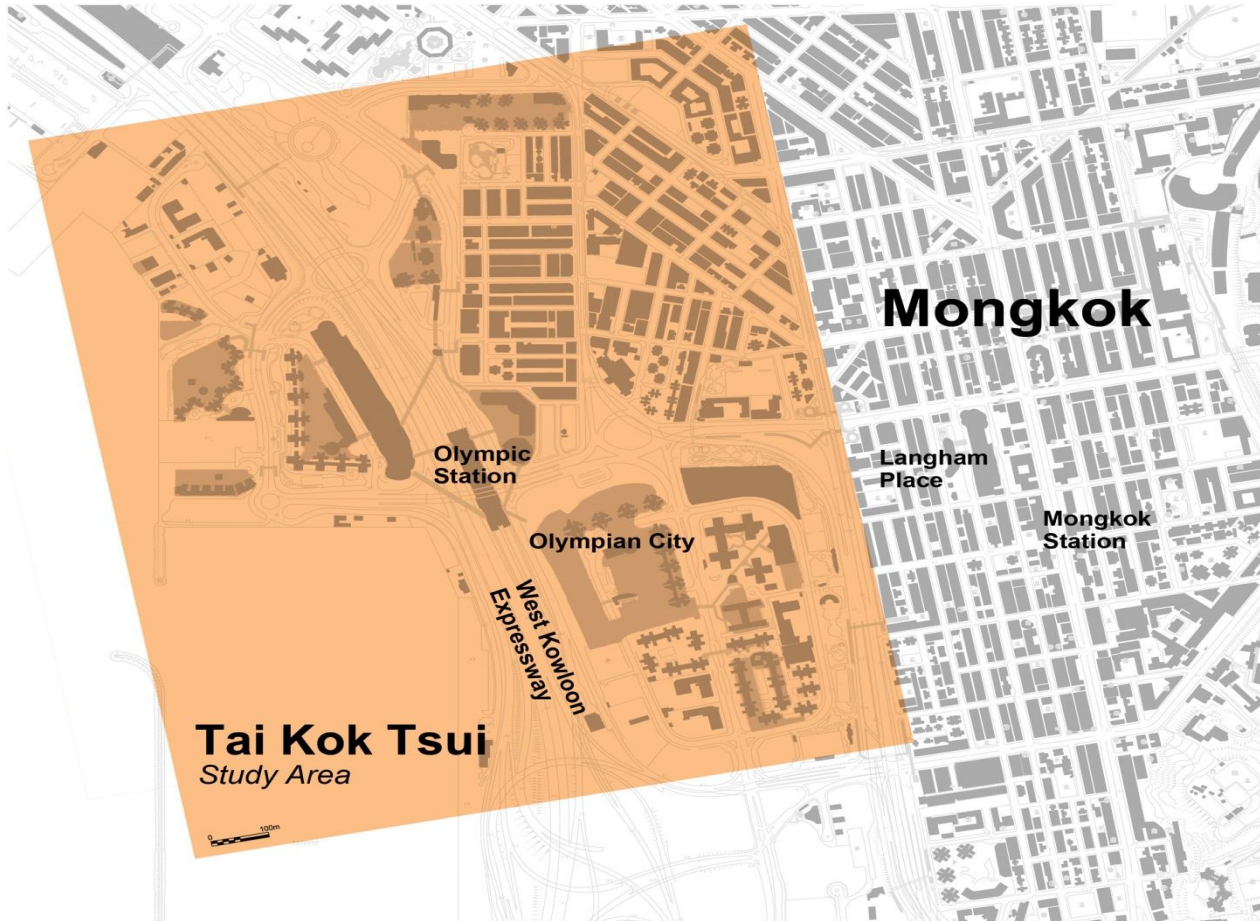 Mongkok
Olympic
Station
Langham
Place
Mongkok
Station
Olympian City
West Kowloon
Expressway
Tai Kok Tsui
Study Area
0
100m